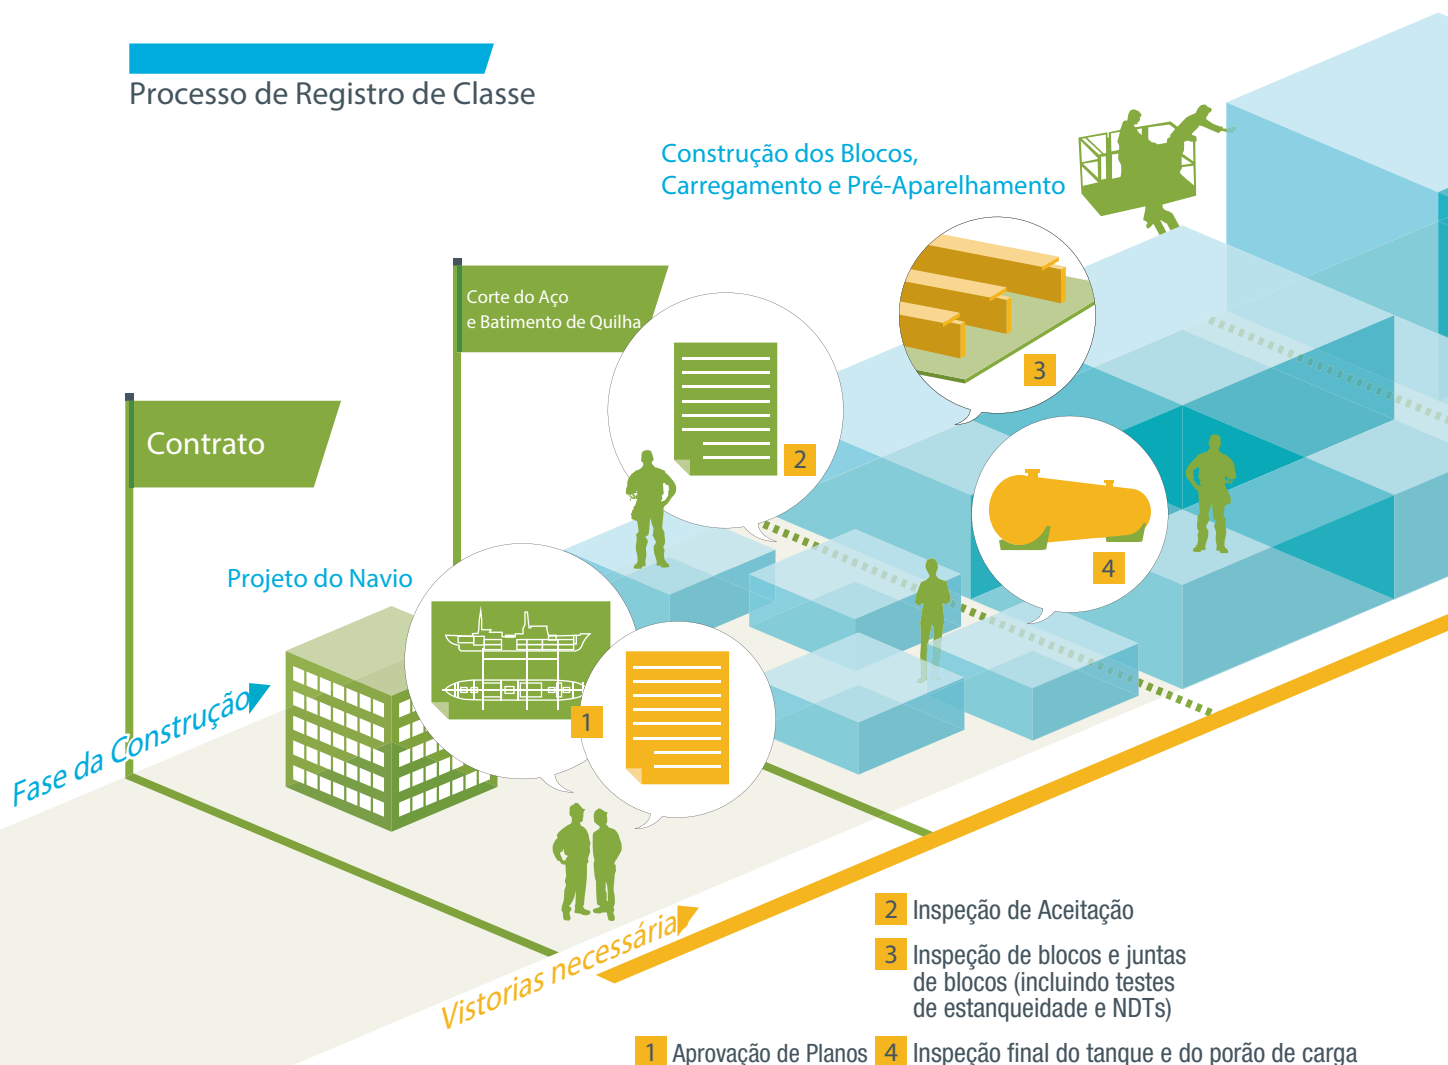 Processo de Registro de Classe
Construção dos Blocos,
Carregamento e Pré-Aparelhamento
Corte do Aço
e Batimento de Quilha
3
2
Contrato
4
Projeto do Navio
1
Fase da Construção
Vistorias necessária
2 Inspeção de Aceitação
3 Inspeção de blocos e juntas
de blocos (incluindo testes
de estanqueidade e NDTs)
1 Aprovação de Planos
4 Inspeção final do tanque e do porão de carga